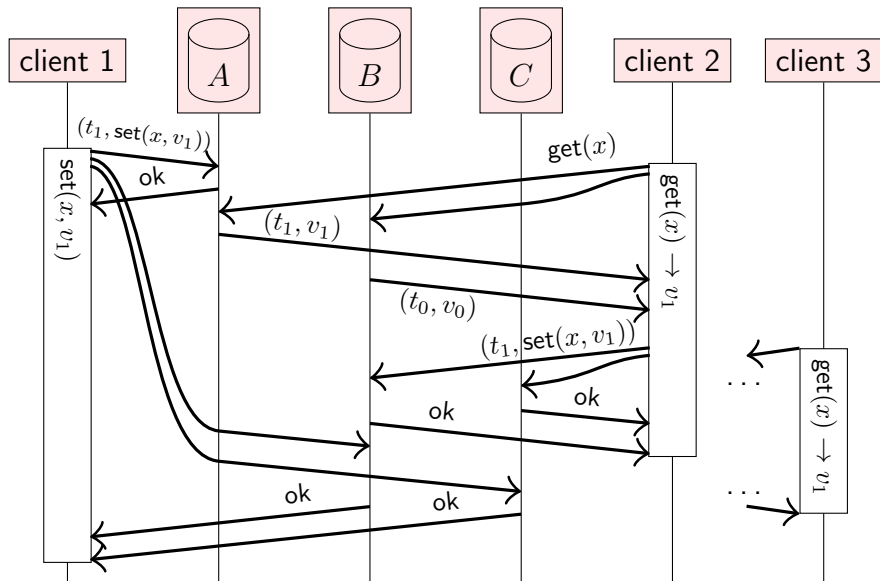 client 1
A
B
C
client 2
client 3
(t₁, set(x, v₁))
get(x)
ok
set(x, v₁)
get(x) → v₁
(t₁, v₁)
(t₀, v₀)
(t₁, set(x, v₁))
...
get(x) → v₁
ok
ok
ok
ok
...